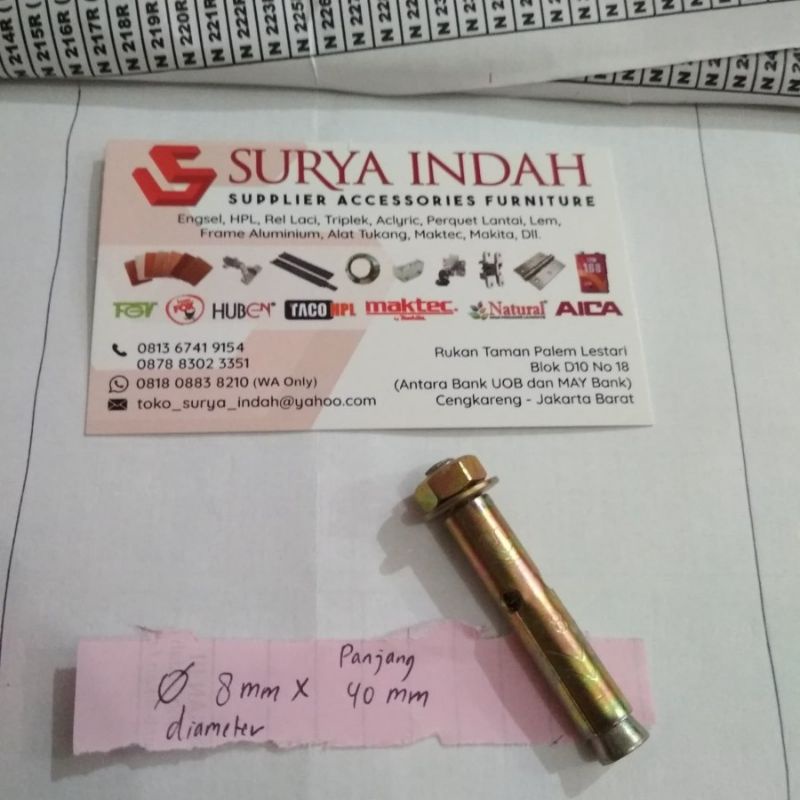 N 214R (
N 215R (
N 216R (
N 217R (
N 218R (
N 219R (
N 220R
N 221R
SURYA INDAH
SUPPLIER ACCESSORIES FURNITURE
Engsel, HPL, Rel Laci, Triplek, Aclyric, Perquet Lantai, Lem,
Frame Aluminium, Alat Tukang, Maktec, Makita, Dll.
HUBEN TACO HPL maktec. Natural AICA
0813 6741 9154
0878 8302 3351
0818 0883 8210 (WA Only)
toko_surya_indah@yahoo.com
Rukan Taman Palem Lestari
Blok D10 No 18
(Antara Bank UOB dan MAY Bank)
Cengkareng - Jakarta Barat
Ø 8 mm x Panjang 40 mm
diameter